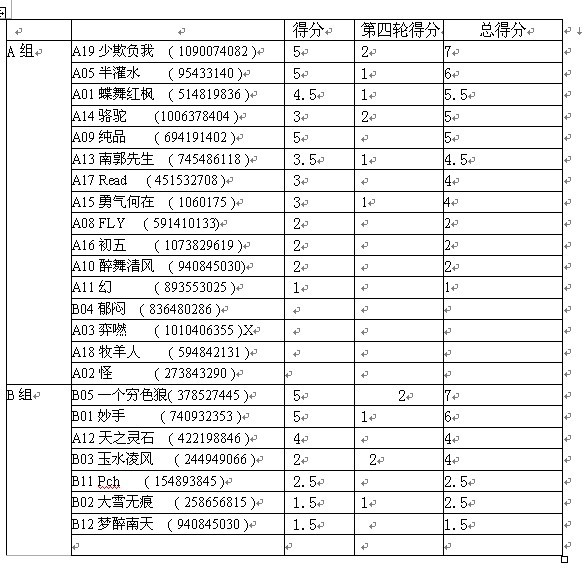 得分 第四轮得分 总得分
A 组 A19 少欺负我 ( 1090074082 ) 5 2 7
A05 半灌水 ( 95433140 ) 5 1 6
A01 蝶舞红枫 ( 514819836 ) 4.5 1 5.5
A14 骆驼 (1006378404 ) 3 2 5
A09 纯品 ( 694191402 ) 5 5
A13 南郭先生 ( 745486118 ) 3.5 1 4.5
A17 Read ( 451532708 ) 3 4
A15 勇气何在 ( 1060175 ) 3 1 4
A08 FLY ( 591410133) 2 2
A16 初五 ( 1073829619 ) 2 2
A10 醉舞清风 ( 940845030) 2 2
A11 幻 ( 893553025 ) 1 1
B04 郁闷 ( 836480286 )
A03 弈嘫 ( 1010406355 )X
A18 牧羊人 ( 594842131 )
A02 怪 ( 273843290 )
B 组 B05 一个穷色狼( 378527445 ) 5 2 7
B01 妙手 ( 740932353 ) 5 1 6
A12 天之灵石 ( 422198846 ) 4 4
B03 玉水凌风 ( 244949066 ) 2 2 4
B11 Pch ( 154893845 ) 2.5 2.5
B02 大雪无痕 ( 258656815 ) 1.5 1 2.5
B12 梦醉南天 ( 940845030 ) 1.5 1.5